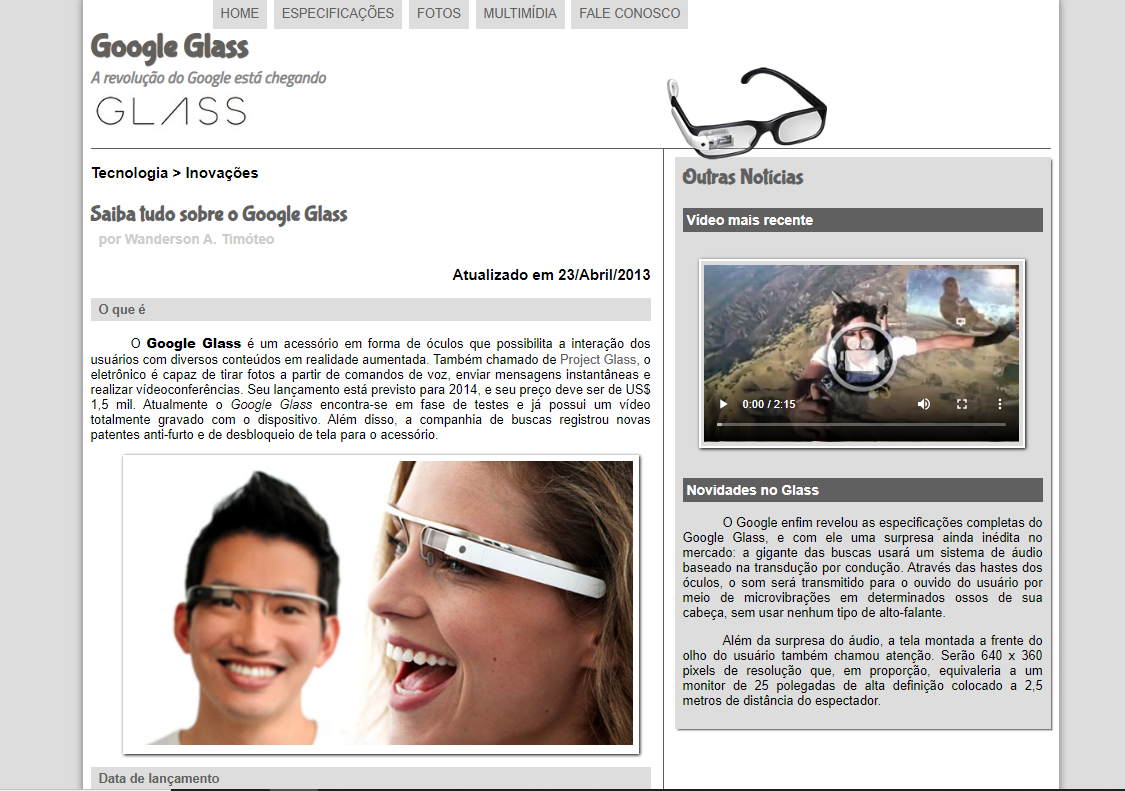 HOME ESPECIFICAÇÕES FOTOS MULTIMÍDIA FALE CONOSCO
Google Glass
A revolução do Google está chegando
GLASS
Tecnologia > Inovações
Saiba tudo sobre o Google Glass
por Wanderson A. Timóteo
Atualizado em 23/Abril/2013
O que é
O Google Glass é um acessório em forma de óculos que possibilita a interação dos
usuários com diversos conteúdos em realidade aumentada. Também chamado de Project Glass, o
eletrônico é capaz de tirar fotos a partir de comandos de voz, enviar mensagens instantâneas e
realizar vídeoconferências. Seu lançamento está previsto para 2014, e seu preço deve ser de US$
1,5 mil. Atualmente o Google Glass encontra-se em fase de testes e já possui um vídeo
totalmente gravado com o dispositivo. Além disso, a companhia de buscas registrou novas
patentes anti-furto e de desbloqueio de tela para o acessório.
Data de lançamento
Outras Notícias
Vídeo mais recente
0:00 / 2:15
Novidades no Glass
O Google enfim revelou as especificações completas do
Google Glass, e com ele uma surpresa ainda inédita no
mercado: a gigante das buscas usará um sistema de áudio
baseado na transdução por condução. Através das hastes dos
óculos, o som será transmitido para o ouvido do usuário por
meio de microvibrações em determinados ossos de sua
cabeça, sem usar nenhum tipo de alto-falante.
Além da surpresa do áudio, a tela montada a frente do
olho do usuário também chamou atenção. Serão 640 x 360
pixels de resolução que, em proporção, equivaleria a um
monitor de 25 polegadas de alta definição colocado a 2,5
metros de distância do espectador.